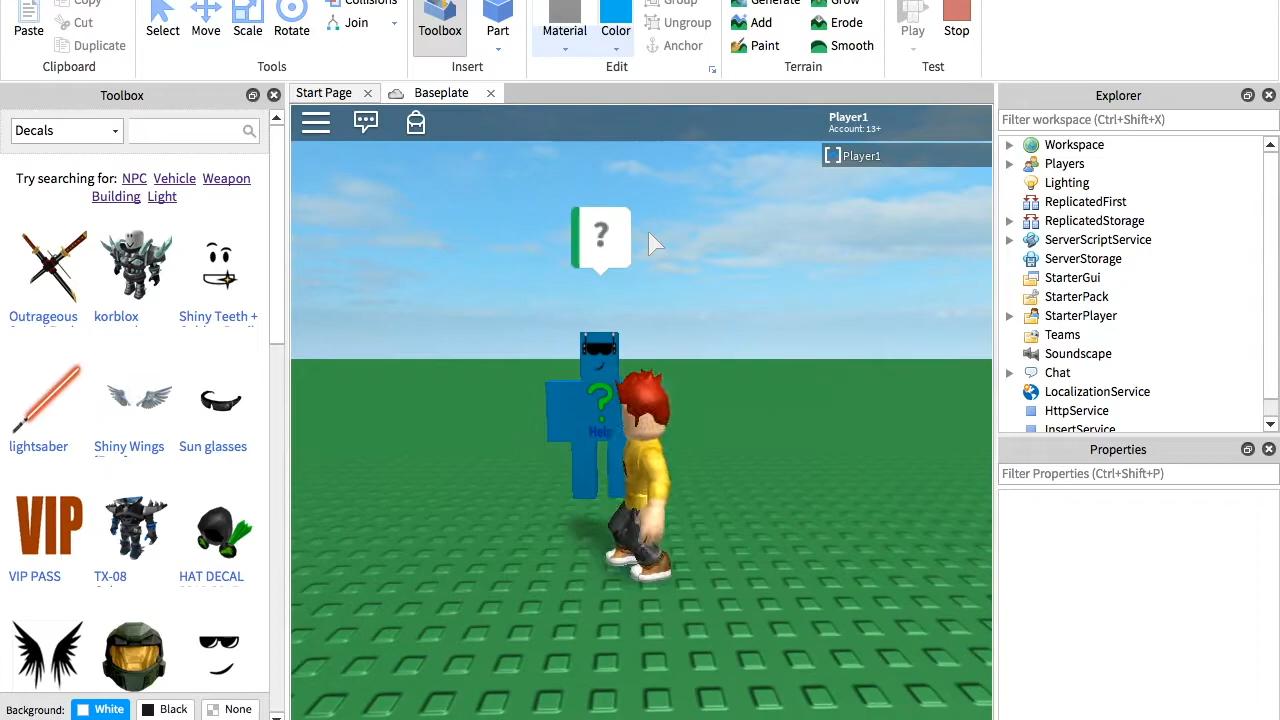 Copy
Group
Generate
Grow
Collisions
Paste
Cut
Duplicate
Select
Move
Scale
Rotate
Join
Toolbox
Part
Material
Color
Ungroup
Anchor
Add
Paint
Erode
Smooth
Play
Stop
Clipboard
Tools
Insert
Edit
Terrain
Test
Toolbox
Start Page
Baseplate
Explorer
Decals
Filter workspace (Ctrl+Shift+X)
Try searching for: NPC Vehicle Weapon
Building Light
Outrageous
korblox
Shiny Teeth +
lightsaber
Shiny Wings
Sun glasses
VIP
VIP PASS
TX-08
HAT DECAL
Background: White Black None
Player1
Account: 13+
Player1
?
?
Help
Workspace
Players
Lighting
ReplicatedFirst
ReplicatedStorage
ServerScriptService
ServerStorage
StarterGui
StarterPack
StarterPlayer
Teams
Soundscape
Chat
LocalizationService
HttpService
InsertService
Properties
Filter Properties (Ctrl+Shift+P)